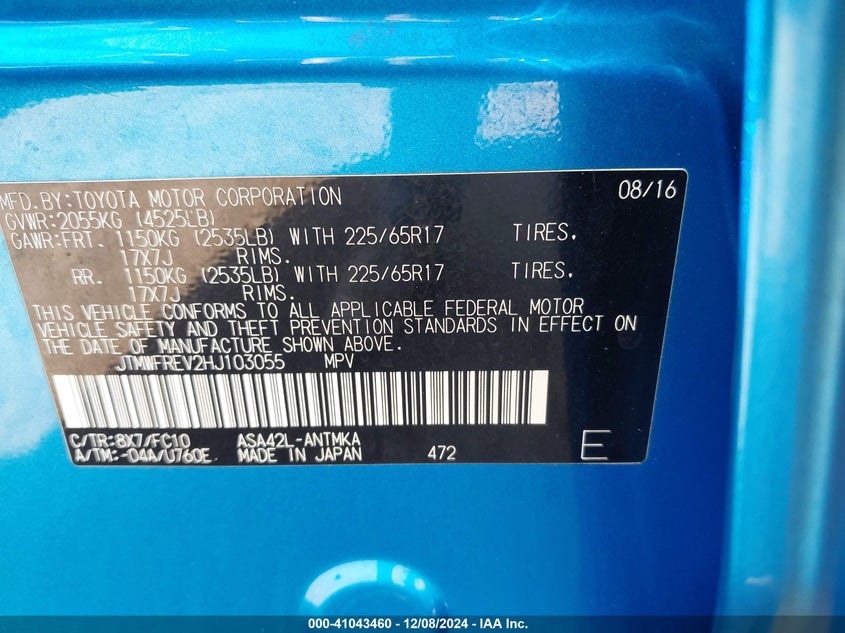 MFD.BY:TOYOTA MOTOR CORPORATION 08/16
GVWR:2055KG (4525LB)
GAWR:FRT. 1150KG (2535LB) WITH 225/65R17 TIRES.
17X7J RIMS.
RR. 1150KG (2535LB) WITH 225/65R17 TIRES.
17X7J RIMS.
THIS VEHICLE CONFORMS TO ALL APPLICABLE FEDERAL MOTOR
VEHICLE SAFETY AND THEFT PREVENTION STANDARDS IN EFFECT ON
THE DATE OF MANUFACTURE SHOWN ABOVE.
JTMWFREV2HJ103055 MPV
C/TR:8X7/FC10 ASA42L-ANTMKA
A/TM:-04A/U760E MADE IN JAPAN 472 E
000-41043460 - 12/08/2024 - IAA Inc.